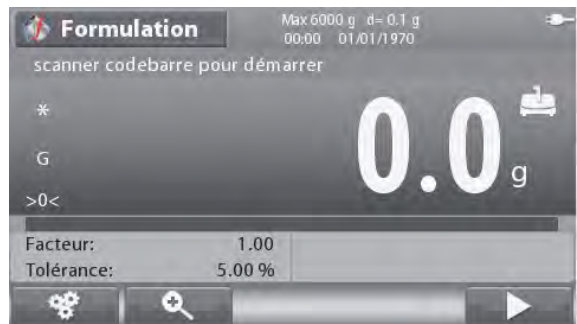 Formulation
Max 6000 g d= 0.1 g
00:00 01/01/1970
scanner codebarre pour démarrer
*
G
>0<
0.0 g
Facteur: 1.00
Tolérance: 5.00 %